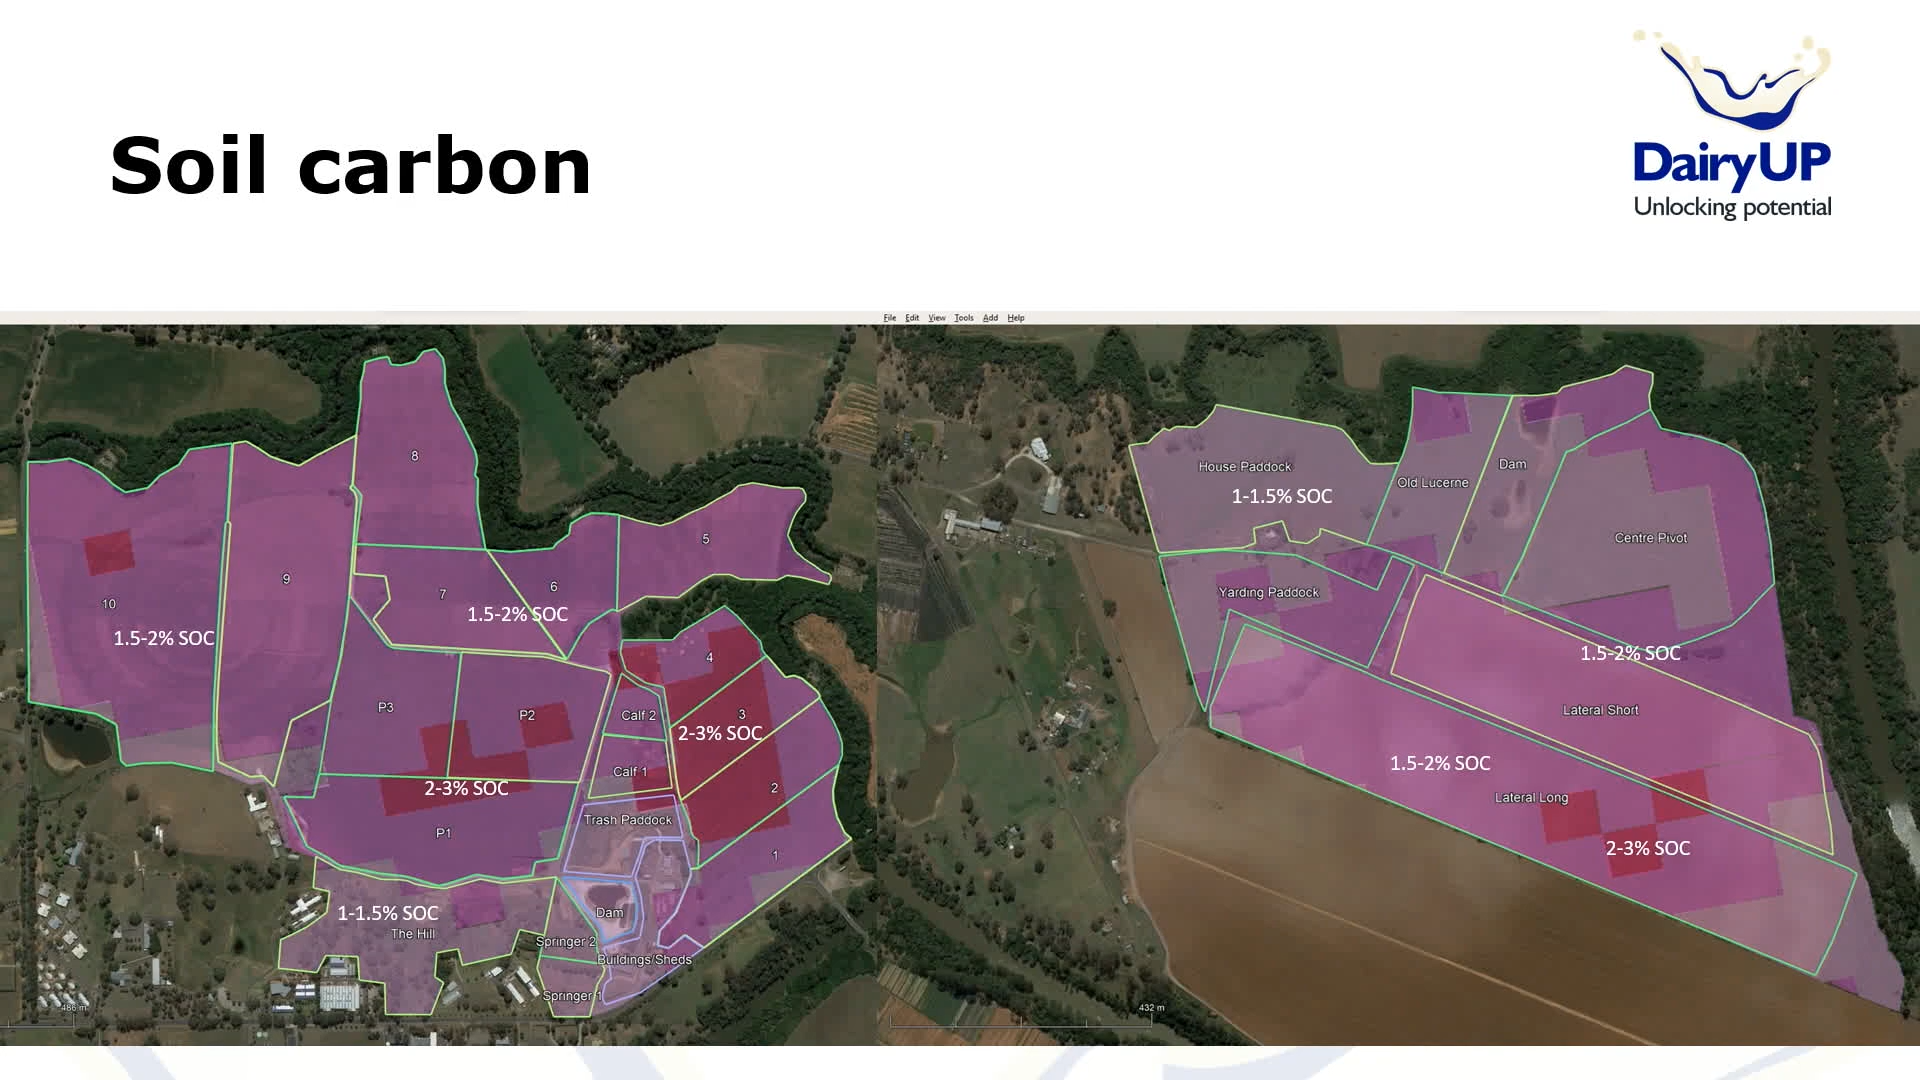 Soil carbon
DairyUP
Unlocking potential
File Edit View Tools Add Help
8
5
9
10
7
6
1.5-2% SOC
1.5-2% SOC
4
P3
P2
Calf 2
3
2-3% SOC
Calf 1
2-3% SOC
2
Trash Paddock
P1
1
1-1.5% SOC
The Hill
Dam
Springer 2
Buildings/Sheds
Springer 1
486 m
House Paddock
1-1.5% SOC
Old Lucerne
Dam
Centre Pivot
Yarding Paddock
1.5-2% SOC
Lateral Short
1.5-2% SOC
Lateral Long
2-3% SOC
432 m